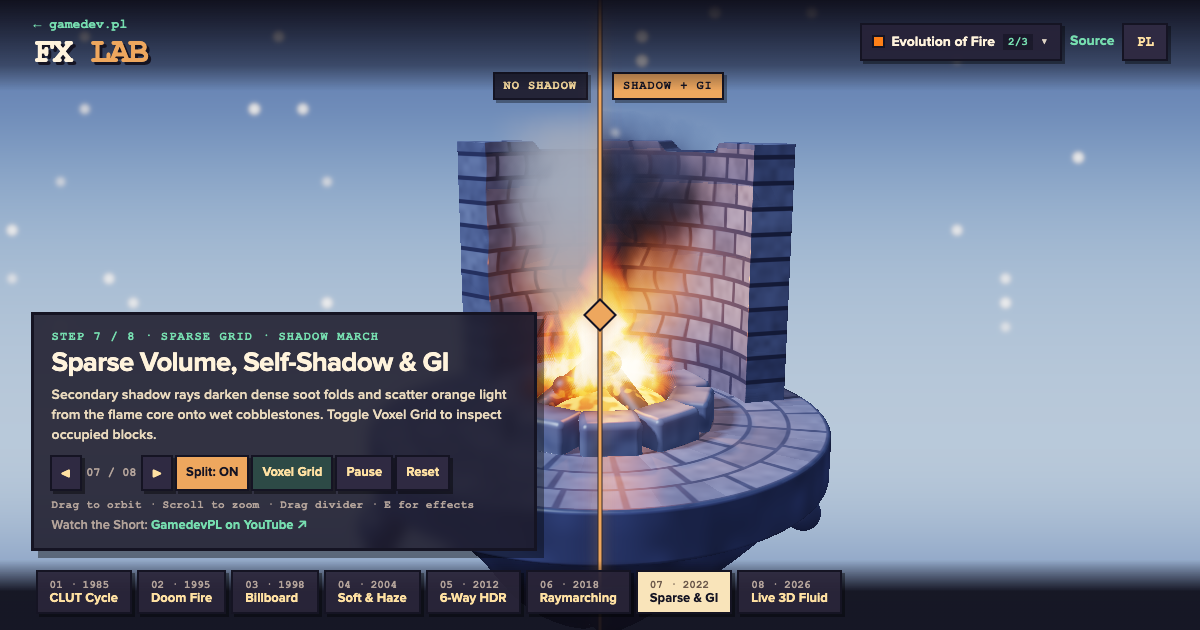 ← gamedev.pl
FX LAB
Evolution of Fire 2/3 ▼
Source
PL
NO SHADOW
SHADOW + GI
STEP 7 / 8 · SPARSE GRID · SHADOW MARCH
Sparse Volume, Self-Shadow & GI
Secondary shadow rays darken dense soot folds and scatter orange light
from the flame core onto wet cobblestones. Toggle Voxel Grid to inspect
occupied blocks.
◀ 07 / 08 ▶ Split: ON Voxel Grid Pause Reset
Drag to orbit · Scroll to zoom · Drag divider · E for effects
Watch the Short: GamedevPL on YouTube ↗
01 · 1985
CLUT Cycle
02 · 1995
Doom Fire
03 · 1998
Billboard
04 · 2004
Soft & Haze
05 · 2012
6-Way HDR
06 · 2018
Raymarching
07 · 2022
Sparse & GI
08 · 2026
Live 3D Fluid